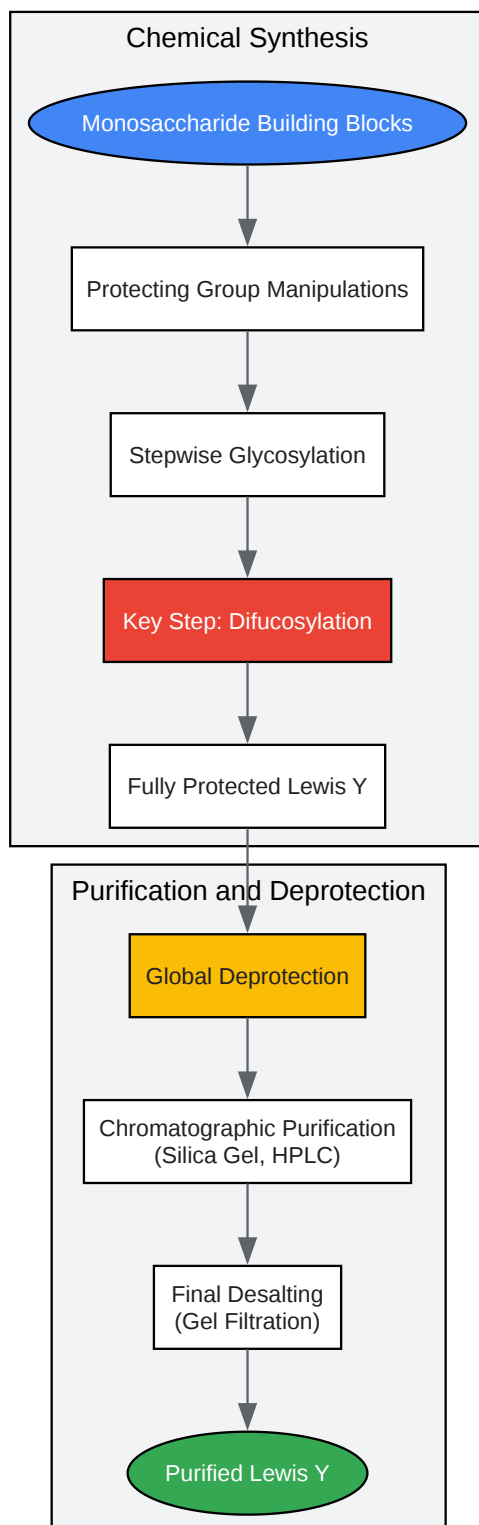 Chemical Synthesis
Monosaccharide Building Blocks
Protecting Group Manipulations
Stepwise Glycosylation
Key Step: Difucosylation
Fully Protected Lewis Y
Purification and Deprotection
Global Deprotection
Chromatographic Purification
(Silica Gel, HPLC)
Final Desalting
(Gel Filtration)
Purified Lewis Y